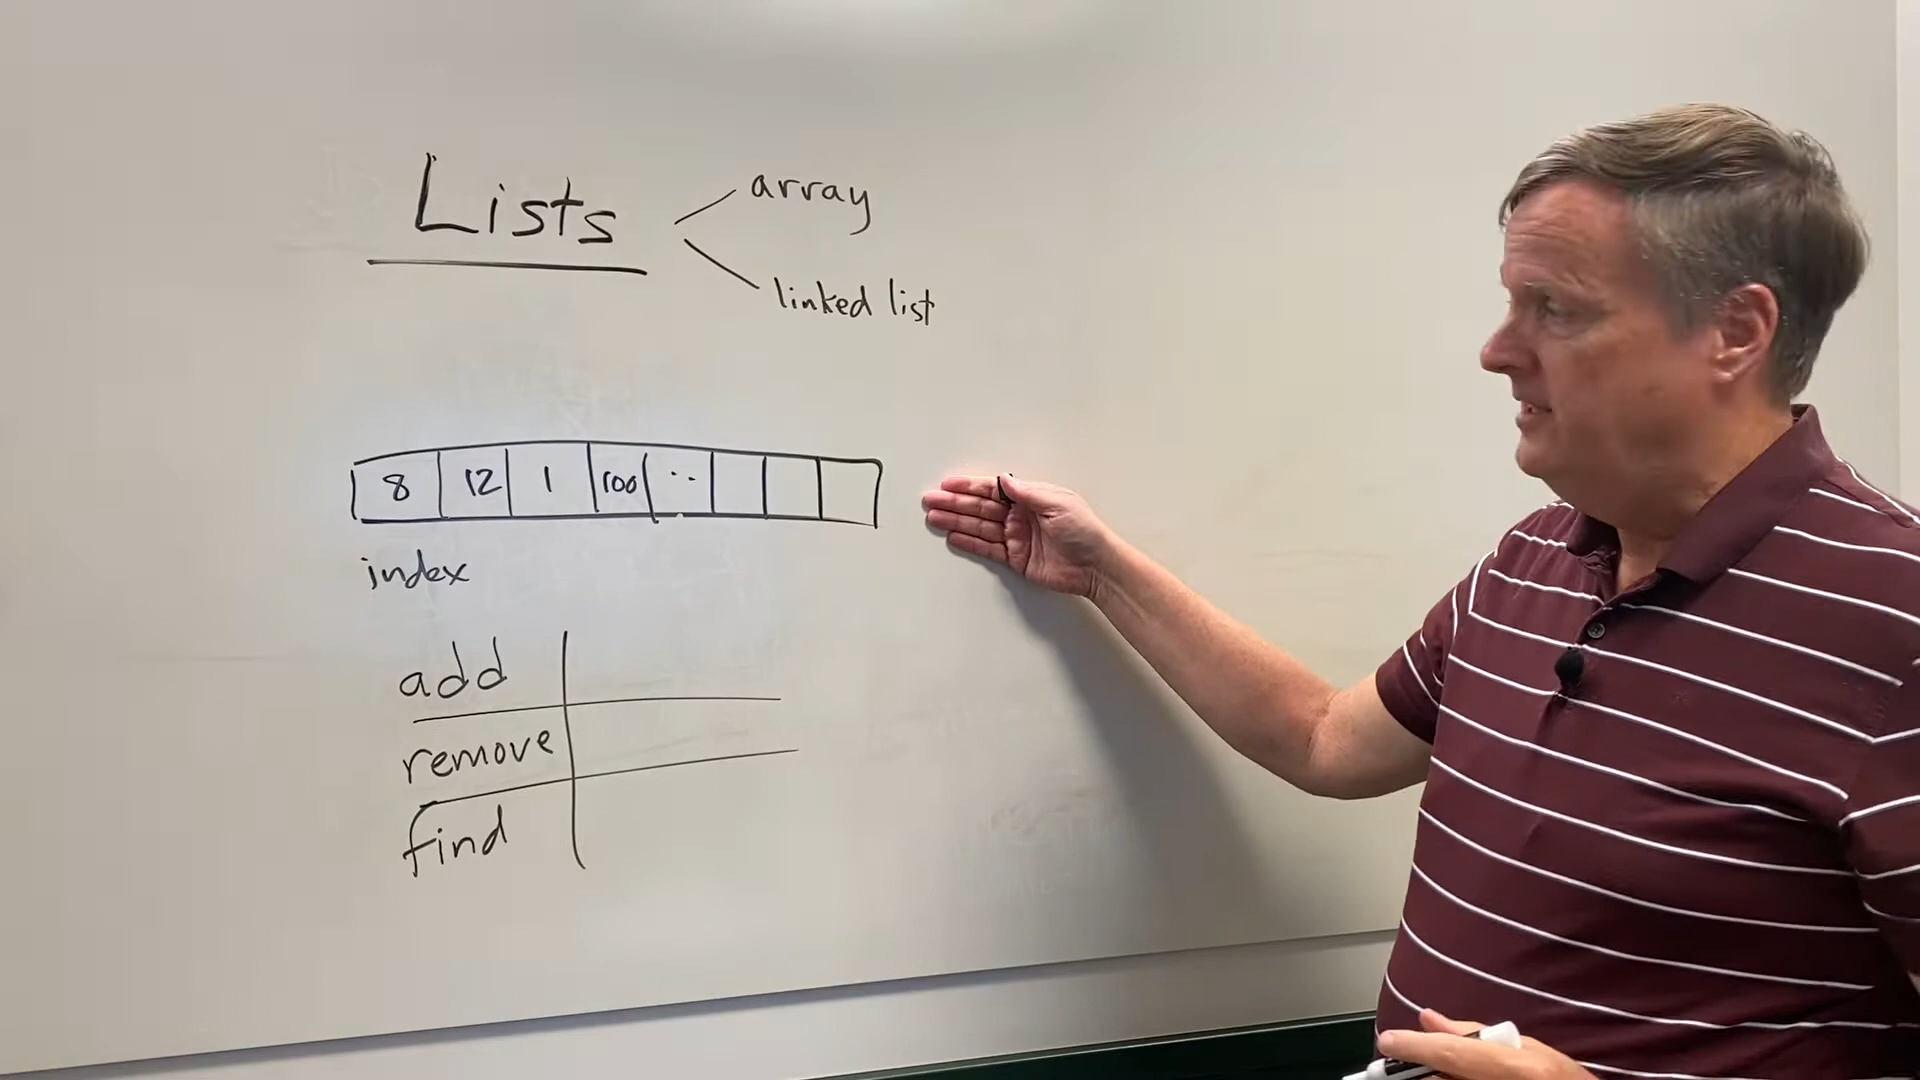 Lists
array
linked list
8 12 1 100 ...
index
add
remove
find